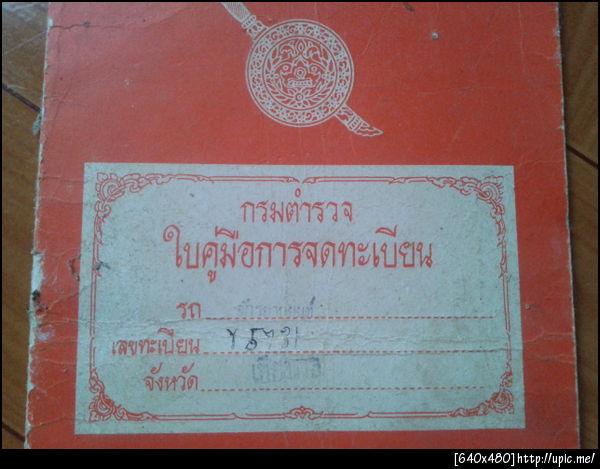 กรมตำรวจ
ใบคู่มือการจดทะเบียน
รถ
เลขทะเบียน
จังหวัด
[640x480]http://upic.me/